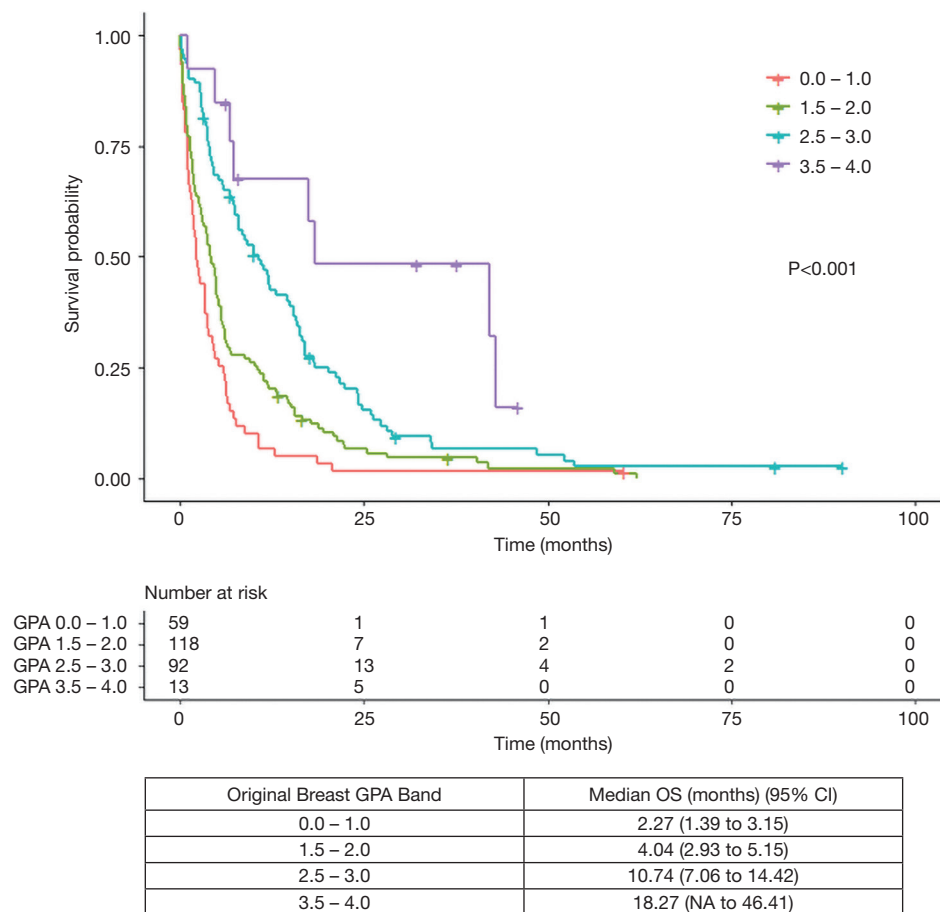 1.00
0.75
0.50
0.25
0.00
Survival probability
0.0 – 1.0
1.5 – 2.0
2.5 – 3.0
3.5 – 4.0
P<0.001
0 25 50 75 100
Time (months)
Number at risk
GPA 0.0 – 1.0 59 1 1 0 0
GPA 1.5 – 2.0 118 7 2 0 0
GPA 2.5 – 3.0 92 13 4 2 0
GPA 3.5 – 4.0 13 5 0 0 0
0 25 50 75 100
Time (months)
Original Breast GPA Band Median OS (months) (95% CI)
0.0 – 1.0 2.27 (1.39 to 3.15)
1.5 – 2.0 4.04 (2.93 to 5.15)
2.5 – 3.0 10.74 (7.06 to 14.42)
3.5 – 4.0 18.27 (NA to 46.41)